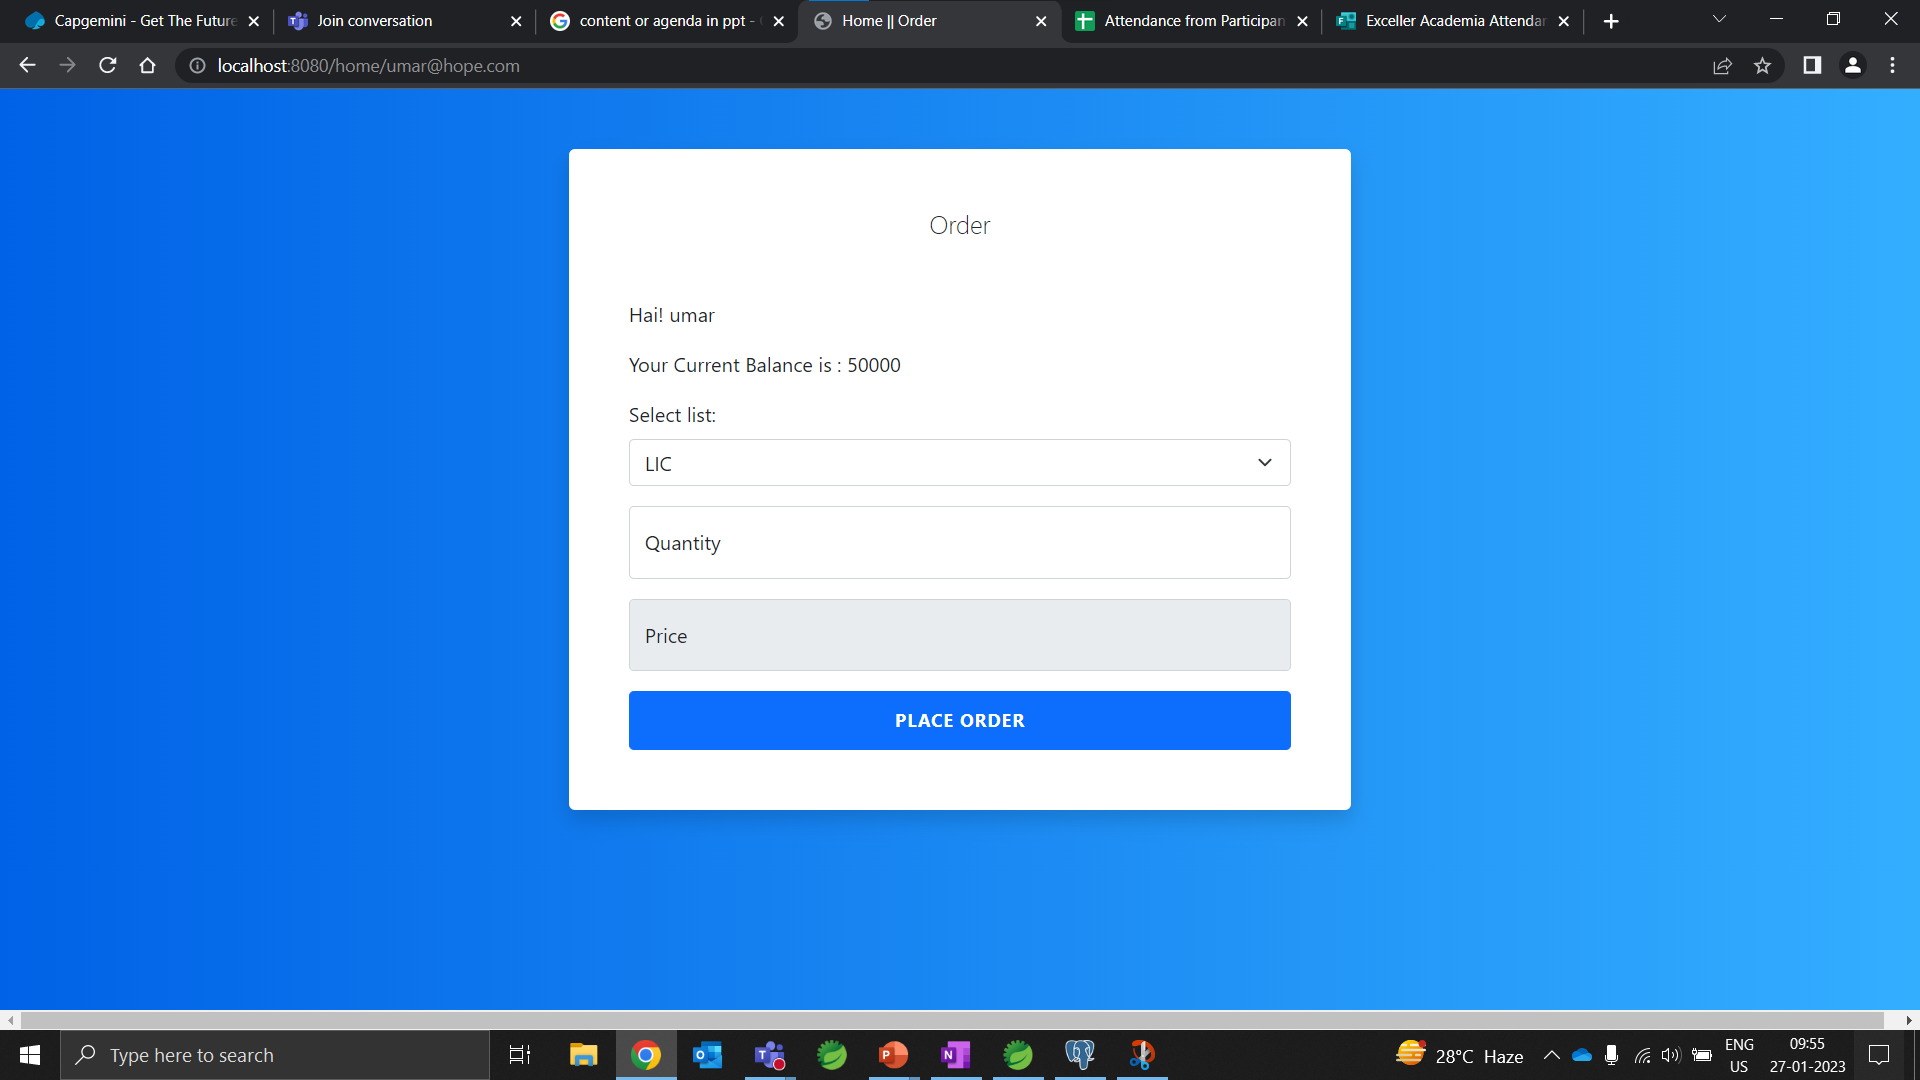 Capgemini - Get The Future
Join conversation
content or agenda in ppt -
Home || Order
Attendance from Participan
Exceller Academia Attendan
localhost:8080/home/umar@hope.com
Order
Hai! umar
Your Current Balance is : 50000
Select list:
LIC
Quantity
Price
PLACE ORDER
Type here to search
28°C Haze
ENG
US
09:55
27-01-2023